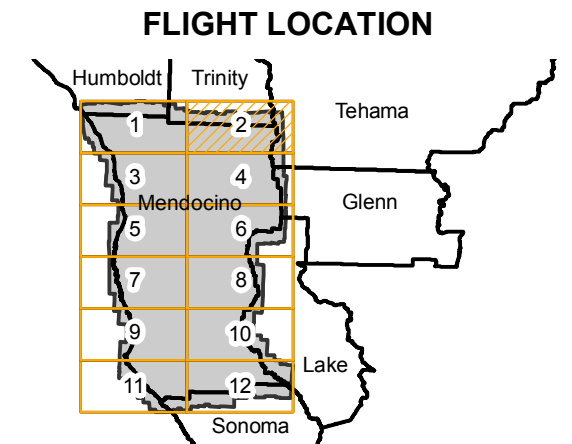 FLIGHT LOCATION
Humboldt Trinity
Tehama
1 2
3 4
Mendocino Glenn
5 6
7 8
9 10
Lake
11 12
Sonoma